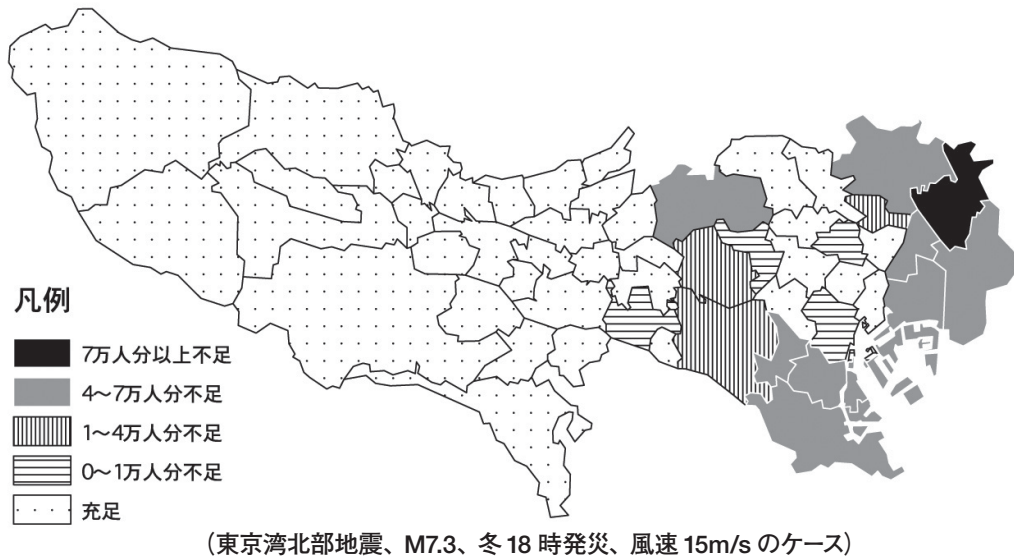 凡例
7万人分以上不足
4〜7万人分不足
1〜4万人分不足
0〜1万人分不足
充足
(東京湾北部地震、M7.3、冬18時発災、風速15m/sのケース)